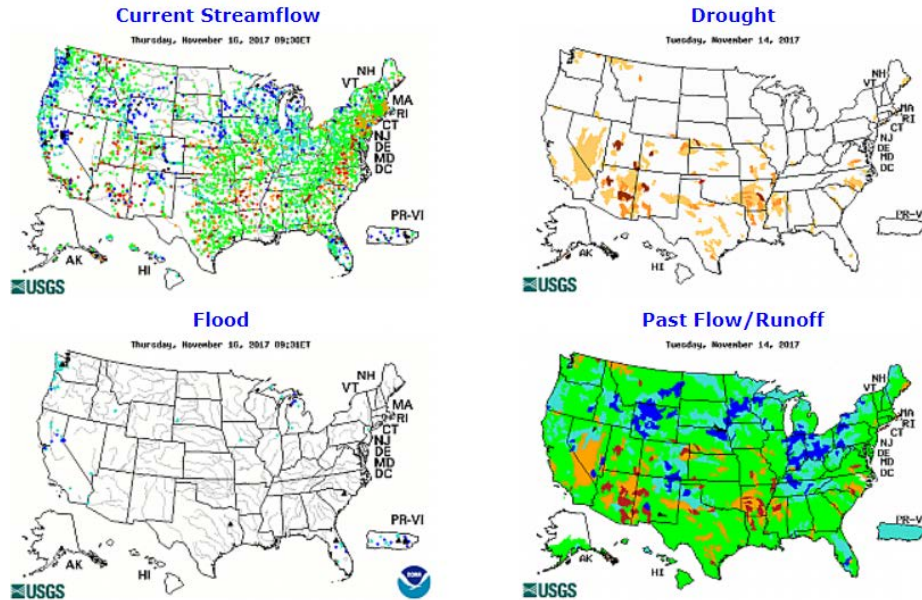 Current Streamflow
Thursday, November 16, 2017 09:30ET
NH
VT
MA
RI
CT
NJ
DE
MD
DC
PR-VI
AK
HI
USGS
Drought
Tuesday, November 14, 2017
NH
VT
MA
RI
CT
NJ
DE
MD
DC
PR-V
AK
HI
USGS
Flood
Thursday, November 16, 2017 09:31ET
NH
VT
MA
RI
CT
NJ
DE
MD
DC
PR-VI
AK
HI
USGS
NOAA
Past Flow/Runoff
Tuesday, November 14, 2017
NH
VT
MA
RI
CT
NJ
DE
MD
DC
PR-V
AK
HI
USGS